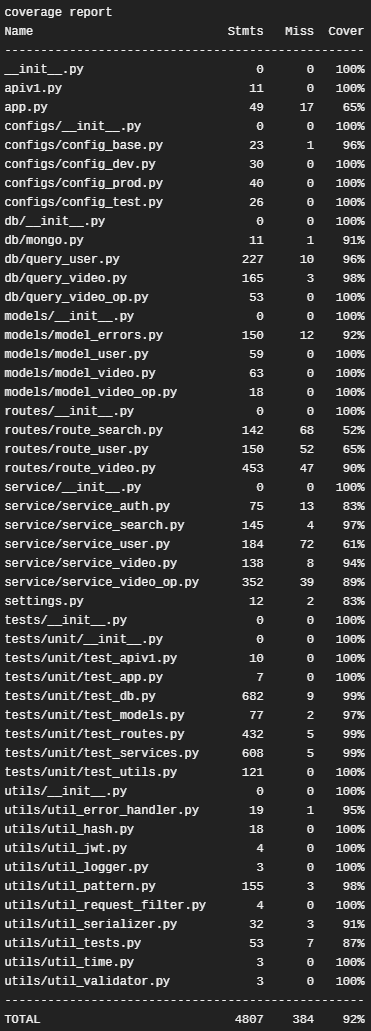 coverage report
Name Stmts Miss Cover
---------------------------------------------------
__init__.py 0 0 100%
apiv1.py 11 0 100%
app.py 49 17 65%
configs/__init__.py 0 0 100%
configs/config_base.py 23 1 96%
configs/config_dev.py 30 0 100%
configs/config_prod.py 40 0 100%
configs/config_test.py 26 0 100%
db/__init__.py 0 0 100%
db/mongo.py 11 1 91%
db/query_user.py 227 10 96%
db/query_video.py 165 3 98%
db/query_video_op.py 53 0 100%
models/__init__.py 0 0 100%
models/model_errors.py 150 12 92%
models/model_user.py 59 0 100%
models/model_video.py 63 0 100%
models/model_video_op.py 18 0 100%
routes/__init__.py 0 0 100%
routes/route_search.py 142 68 52%
routes/route_user.py 150 52 65%
routes/route_video.py 453 47 90%
service/__init__.py 0 0 100%
service/service_auth.py 75 13 83%
service/service_search.py 145 4 97%
service/service_user.py 184 72 61%
service/service_video.py 138 8 94%
service/service_video_op.py 352 39 89%
settings.py 12 2 83%
tests/__init__.py 0 0 100%
tests/unit/__init__.py 0 0 100%
tests/unit/test_apiv1.py 10 0 100%
tests/unit/test_app.py 7 0 100%
tests/unit/test_db.py 682 9 99%
tests/unit/test_models.py 77 2 97%
tests/unit/test_routes.py 432 5 99%
tests/unit/test_services.py 608 5 99%
tests/unit/test_utils.py 121 0 100%
utils/__init__.py 0 0 100%
utils/util_error_handler.py 19 1 95%
utils/util_hash.py 18 0 100%
utils/util_jwt.py 4 0 100%
utils/util_logger.py 3 0 100%
utils/util_pattern.py 155 3 98%
utils/util_request_filter.py 4 0 100%
utils/util_serializer.py 32 3 91%
utils/util_tests.py 53 7 87%
utils/util_time.py 3 0 100%
utils/util_validator.py 3 0 100%
---------------------------------------------------
TOTAL 4807 384 92%